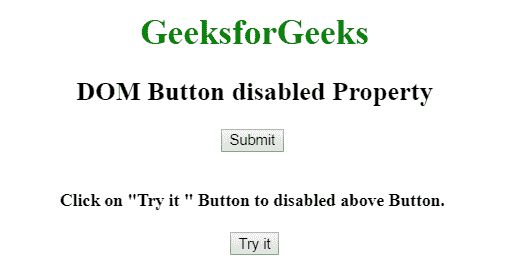 GeeksforGeeks
DOM Button disabled Property
Submit
Click on "Try it " Button to disabled above Button.
Try it